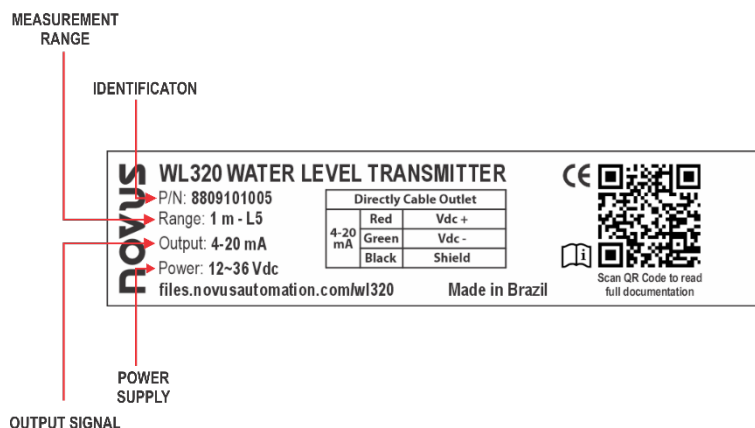 MEASUREMENT
RANGE
IDENTIFICATON
novus
WL320 WATER LEVEL TRANSMITTER
P/N: 8809101005
Range: 1 m - L5
Output: 4-20 mA
Power: 12~36 Vdc
files.novusautomation.com/wl320
Made in Brazil
Directly Cable Outlet
4-20 mA
Red Vdc +
Green Vdc -
Black Shield
CE
i
Scan QR Code to read
full documentation
POWER
SUPPLY
OUTPUT SIGNAL